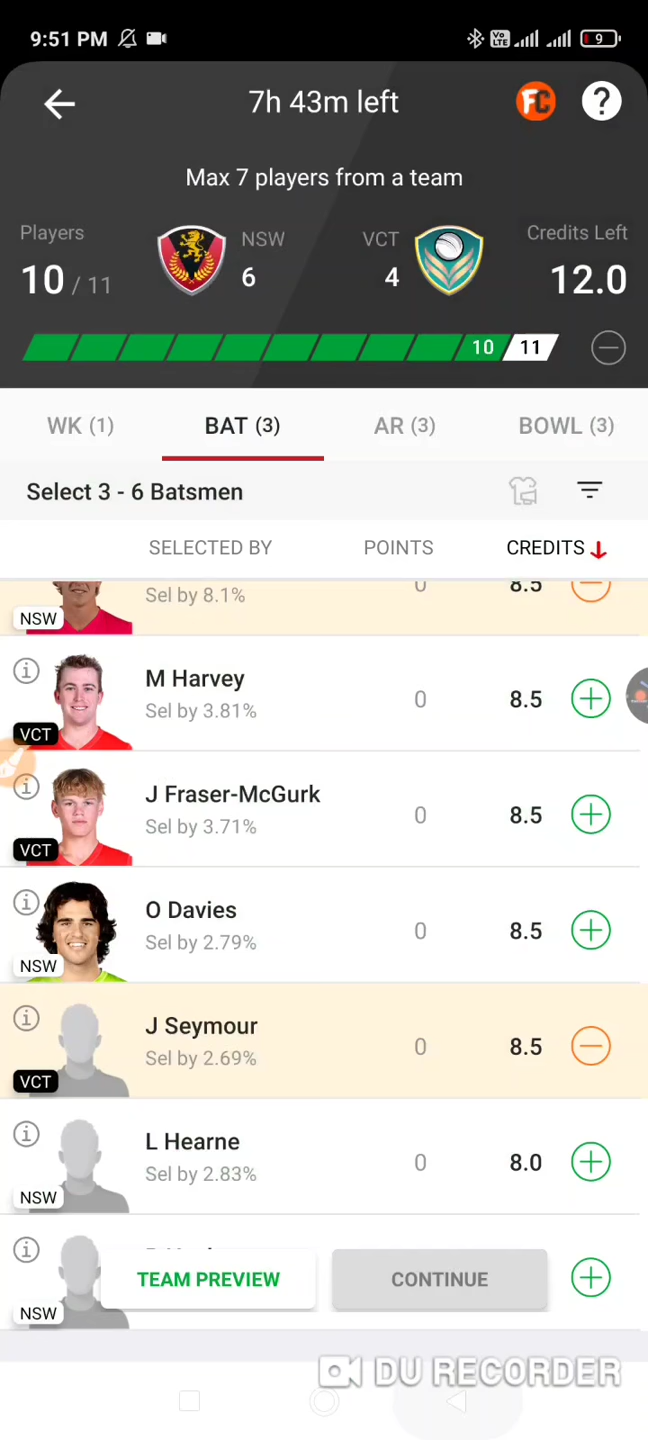 9:51 PM Vo LTE 9
7h 43m left FC ?
Max 7 players from a team
Players NSW VCT Credits Left
10 / 11 6 4 12.0
10 11
WK (1) BAT (3) AR (3) BOWL (3)
Select 3 - 6 Batsmen
SELECTED BY POINTS CREDITS
Sel by 8.1% 0 8.5
NSW
M Harvey
Sel by 3.81% 0 8.5
VCT
J Fraser-McGurk
Sel by 3.71% 0 8.5
VCT
O Davies
Sel by 2.79% 0 8.5
NSW
J Seymour
Sel by 2.69% 0 8.5
VCT
L Hearne
Sel by 2.83% 0 8.0
NSW
TEAM PREVIEW CONTINUE
NSW
DU RECORDER